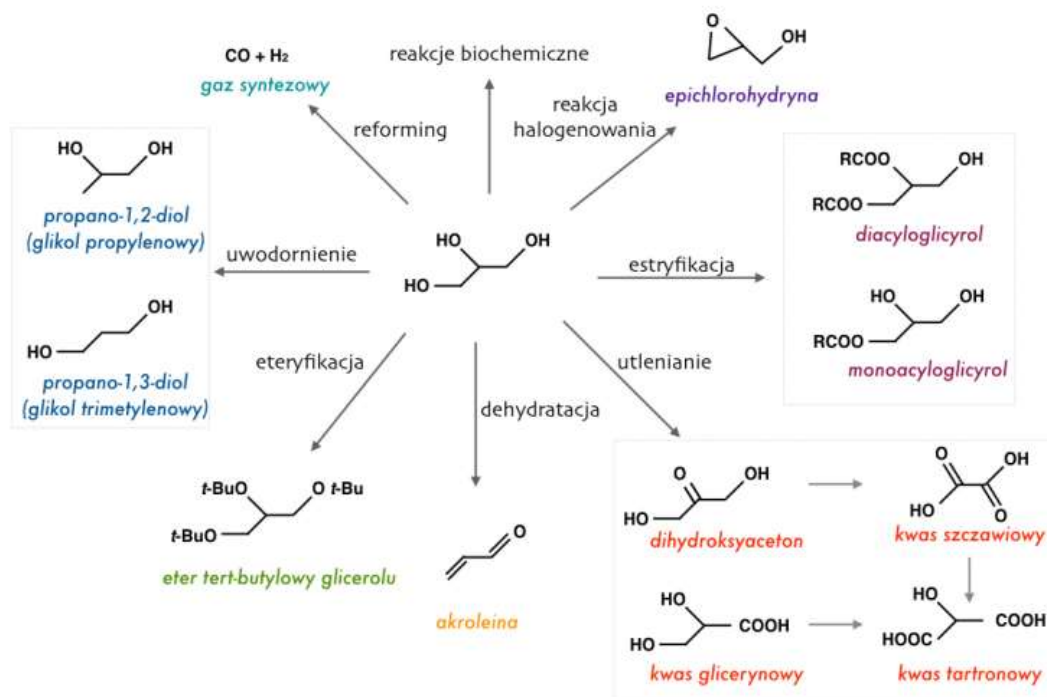 CO + H₂
gaz syntezowy
reakcje biochemiczne
O
OH
epichlorohydryna
reforming
reakcja
halogenowania
HO
OH
propano-1,2-diol
(glikol propylenowy)
RCOO
OH
RCOO
diacyloglicyrol
uwodornienie
HO
OH
HO
estryfikacja
HO
OH
RCOO
monoacyloglicyrol
OH
HO
propano-1,3-diol
(glikol trimetylenowy)
eteryfikacja
dehydratacja
utlenianie
t-BuO
O t-Bu
t-BuO
eter tert-butylowy glicerolu
O
akroleina
O
OH
HO
dihydroksyaceton
O
OH
HO
O
kwas szczawiowy
HO
COOH
HO
kwas glicerynowy
HO
COOH
HOOC
kwas tartronowy